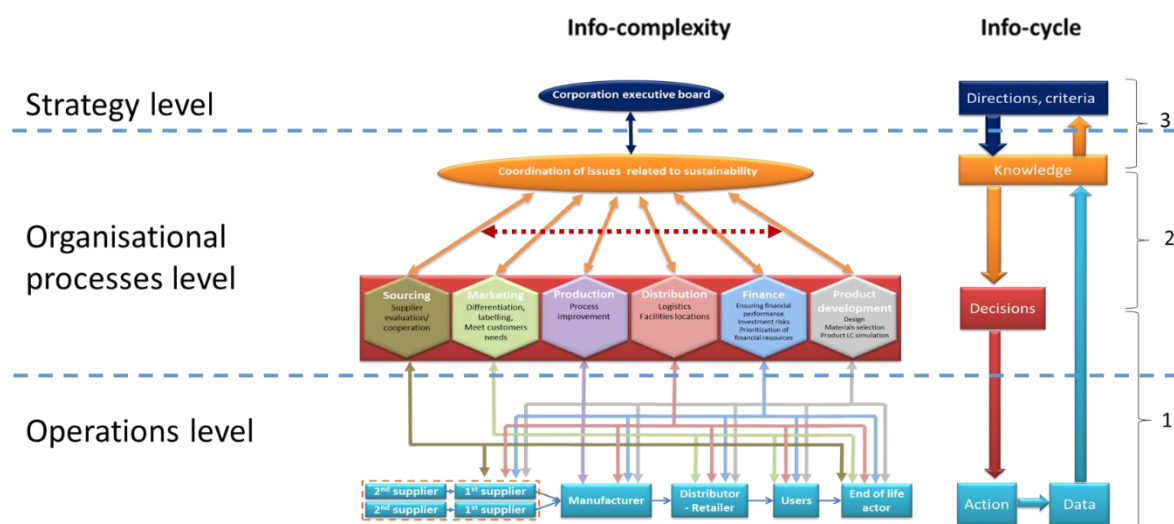 Info-complexity
Info-cycle
Strategy level
Corporation executive board
Directions, criteria
3
Coordination of issues related to sustainability
Knowledge
Organisational
processes level
2
Sourcing
Supplier
evaluation/
cooperation
Marketing
Differentiation,
labelling,
Meet customers
needs
Production
Process
improvement
Distribution
Logistics
Facilities locations
Finance
Ensuring financial
performance
Investment risks
Prioritization of
financial resources
Product
development
Design
Materials selection
Product LC simulation
Decisions
Operations level
1
2nd supplier
1st supplier
2nd supplier
1st supplier
Manufacturer
Distributor
- Retailer
Users
End of life
actor
Action
Data